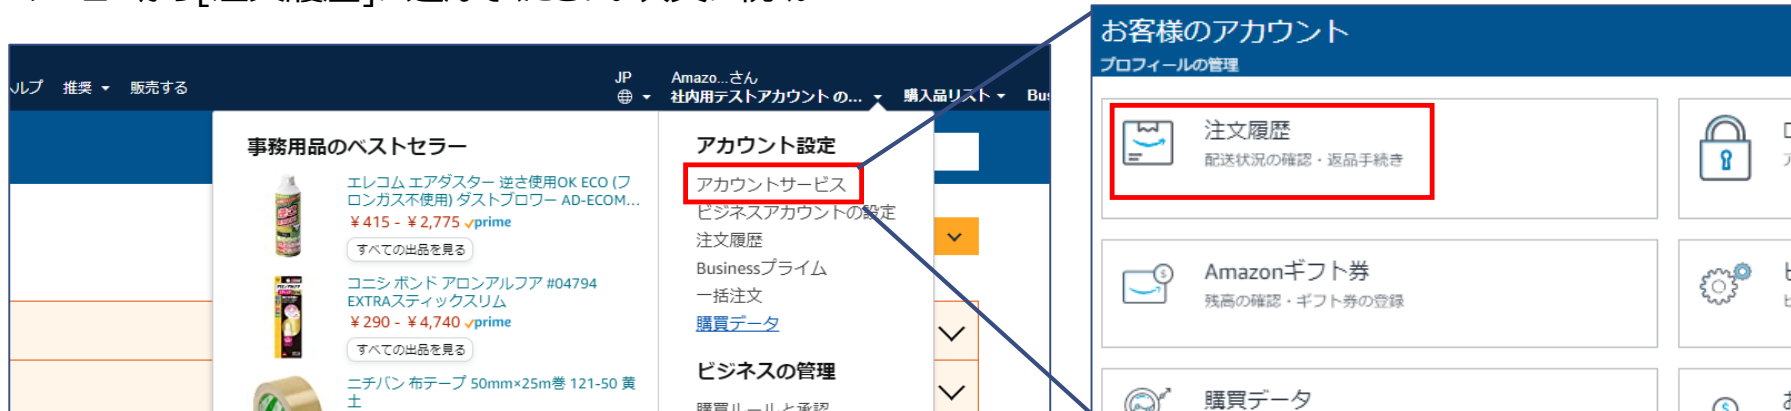 ヘルプ 推奨 販売する
JP
Amazo...さん
社内用テストアカウント の...
購入品リスト
Bus
事務用品のベストセラー
エレコム エアダスター 逆さ使用OK ECO (フ
ロンガス不使用) ダストブロワー AD-ECOM...
¥415 - ¥2,775 prime
すべての出品を見る
コニシ ボンド アロンアルフア #04794
EXTRAスティックスリム
¥290 - ¥4,740 prime
すべての出品を見る
ニチバン 布テープ 50mm×25m巻 121-50 黄
土
アカウント設定
アカウントサービス
ビジネスアカウントの設定
注文履歴
Businessプライム
一括注文
購買データ
ビジネスの管理
購買ルールと承認
お客様のアカウント
プロフィールの管理
注文履歴
配送状況の確認・返品手続き
Amazonギフト券
残高の確認・ギフト券の登録
購買データ